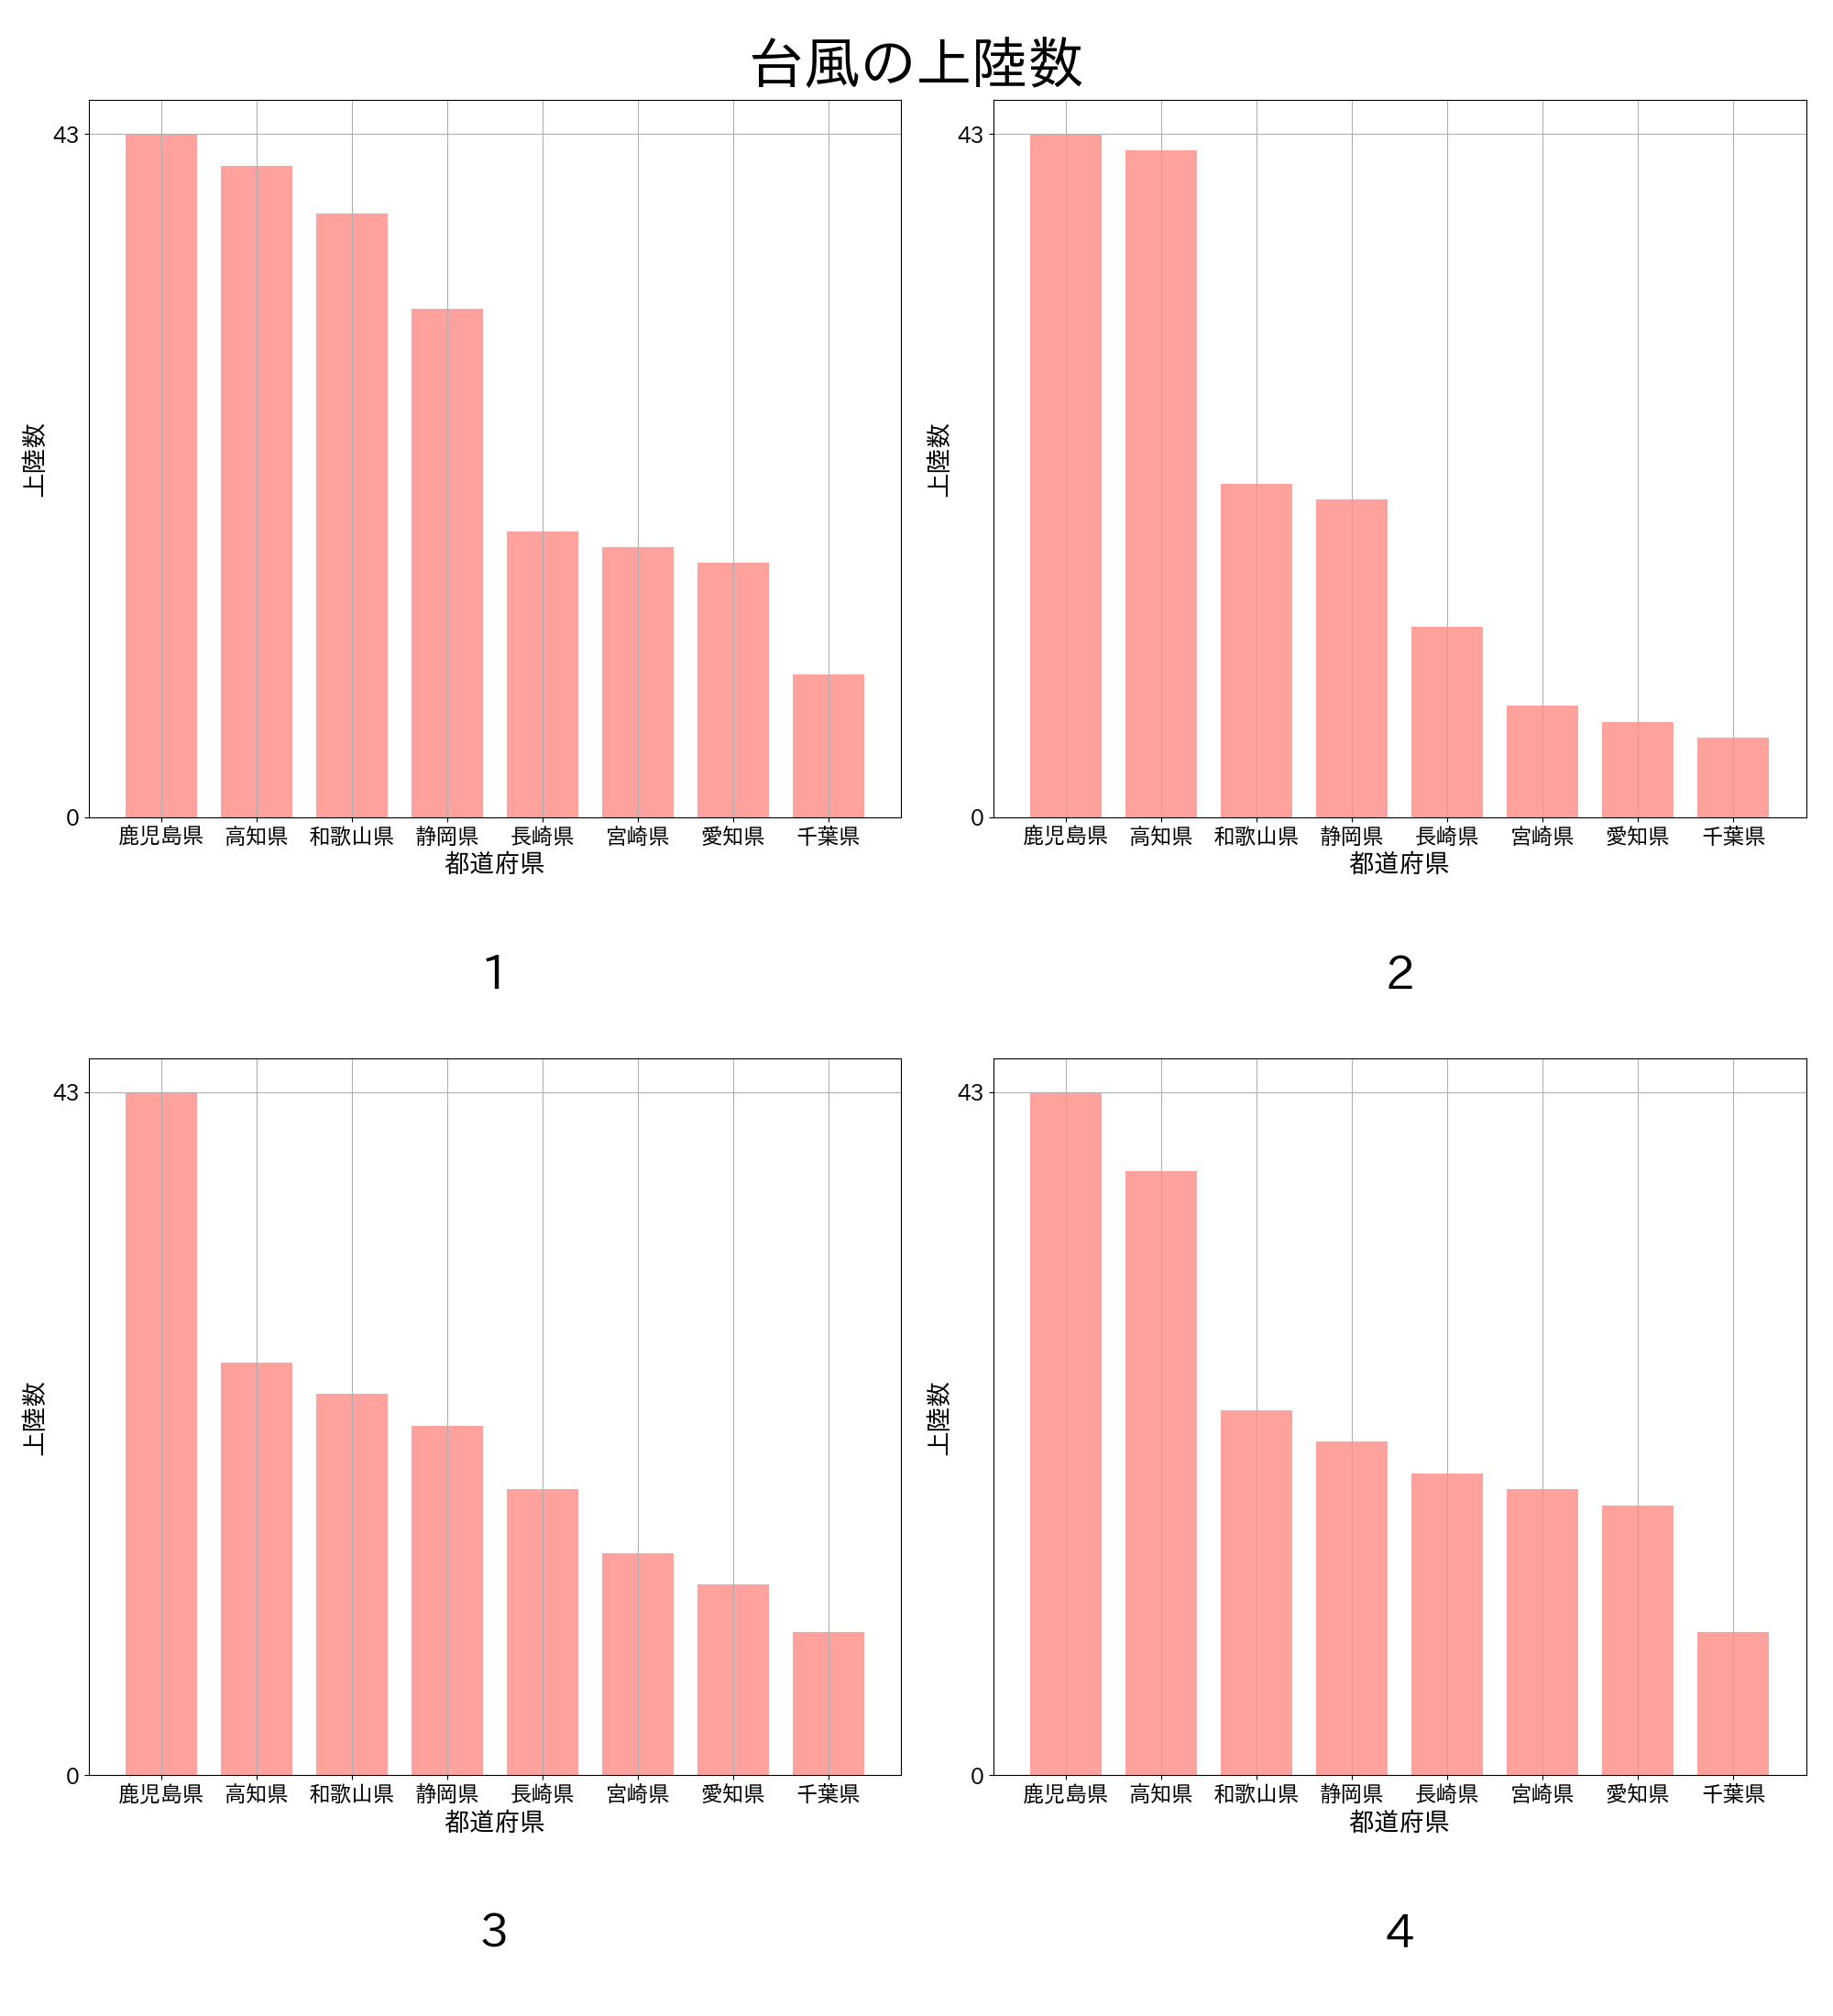 台風の上陸数
43
0
上陸数
鹿児島県 高知県 和歌山県 静岡県 長崎県 宮崎県 愛知県 千葉県
都道府県
1
43
0
上陸数
鹿児島県 高知県 和歌山県 静岡県 長崎県 宮崎県 愛知県 千葉県
都道府県
2
43
0
上陸数
鹿児島県 高知県 和歌山県 静岡県 長崎県 宮崎県 愛知県 千葉県
都道府県
3
43
0
上陸数
鹿児島県 高知県 和歌山県 静岡県 長崎県 宮崎県 愛知県 千葉県
都道府県
4